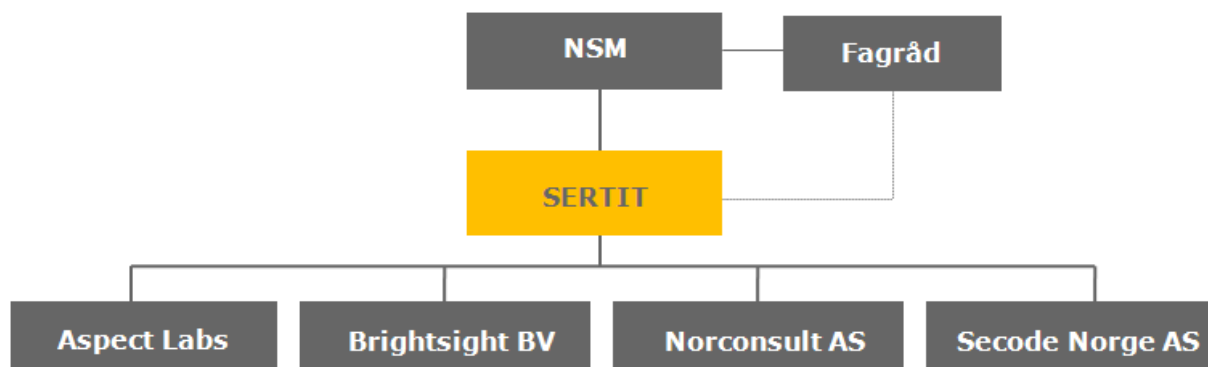 NSM
Fagråd
SERTIT
Aspect Labs
Brightsight BV
Norconsult AS
Secode Norge AS